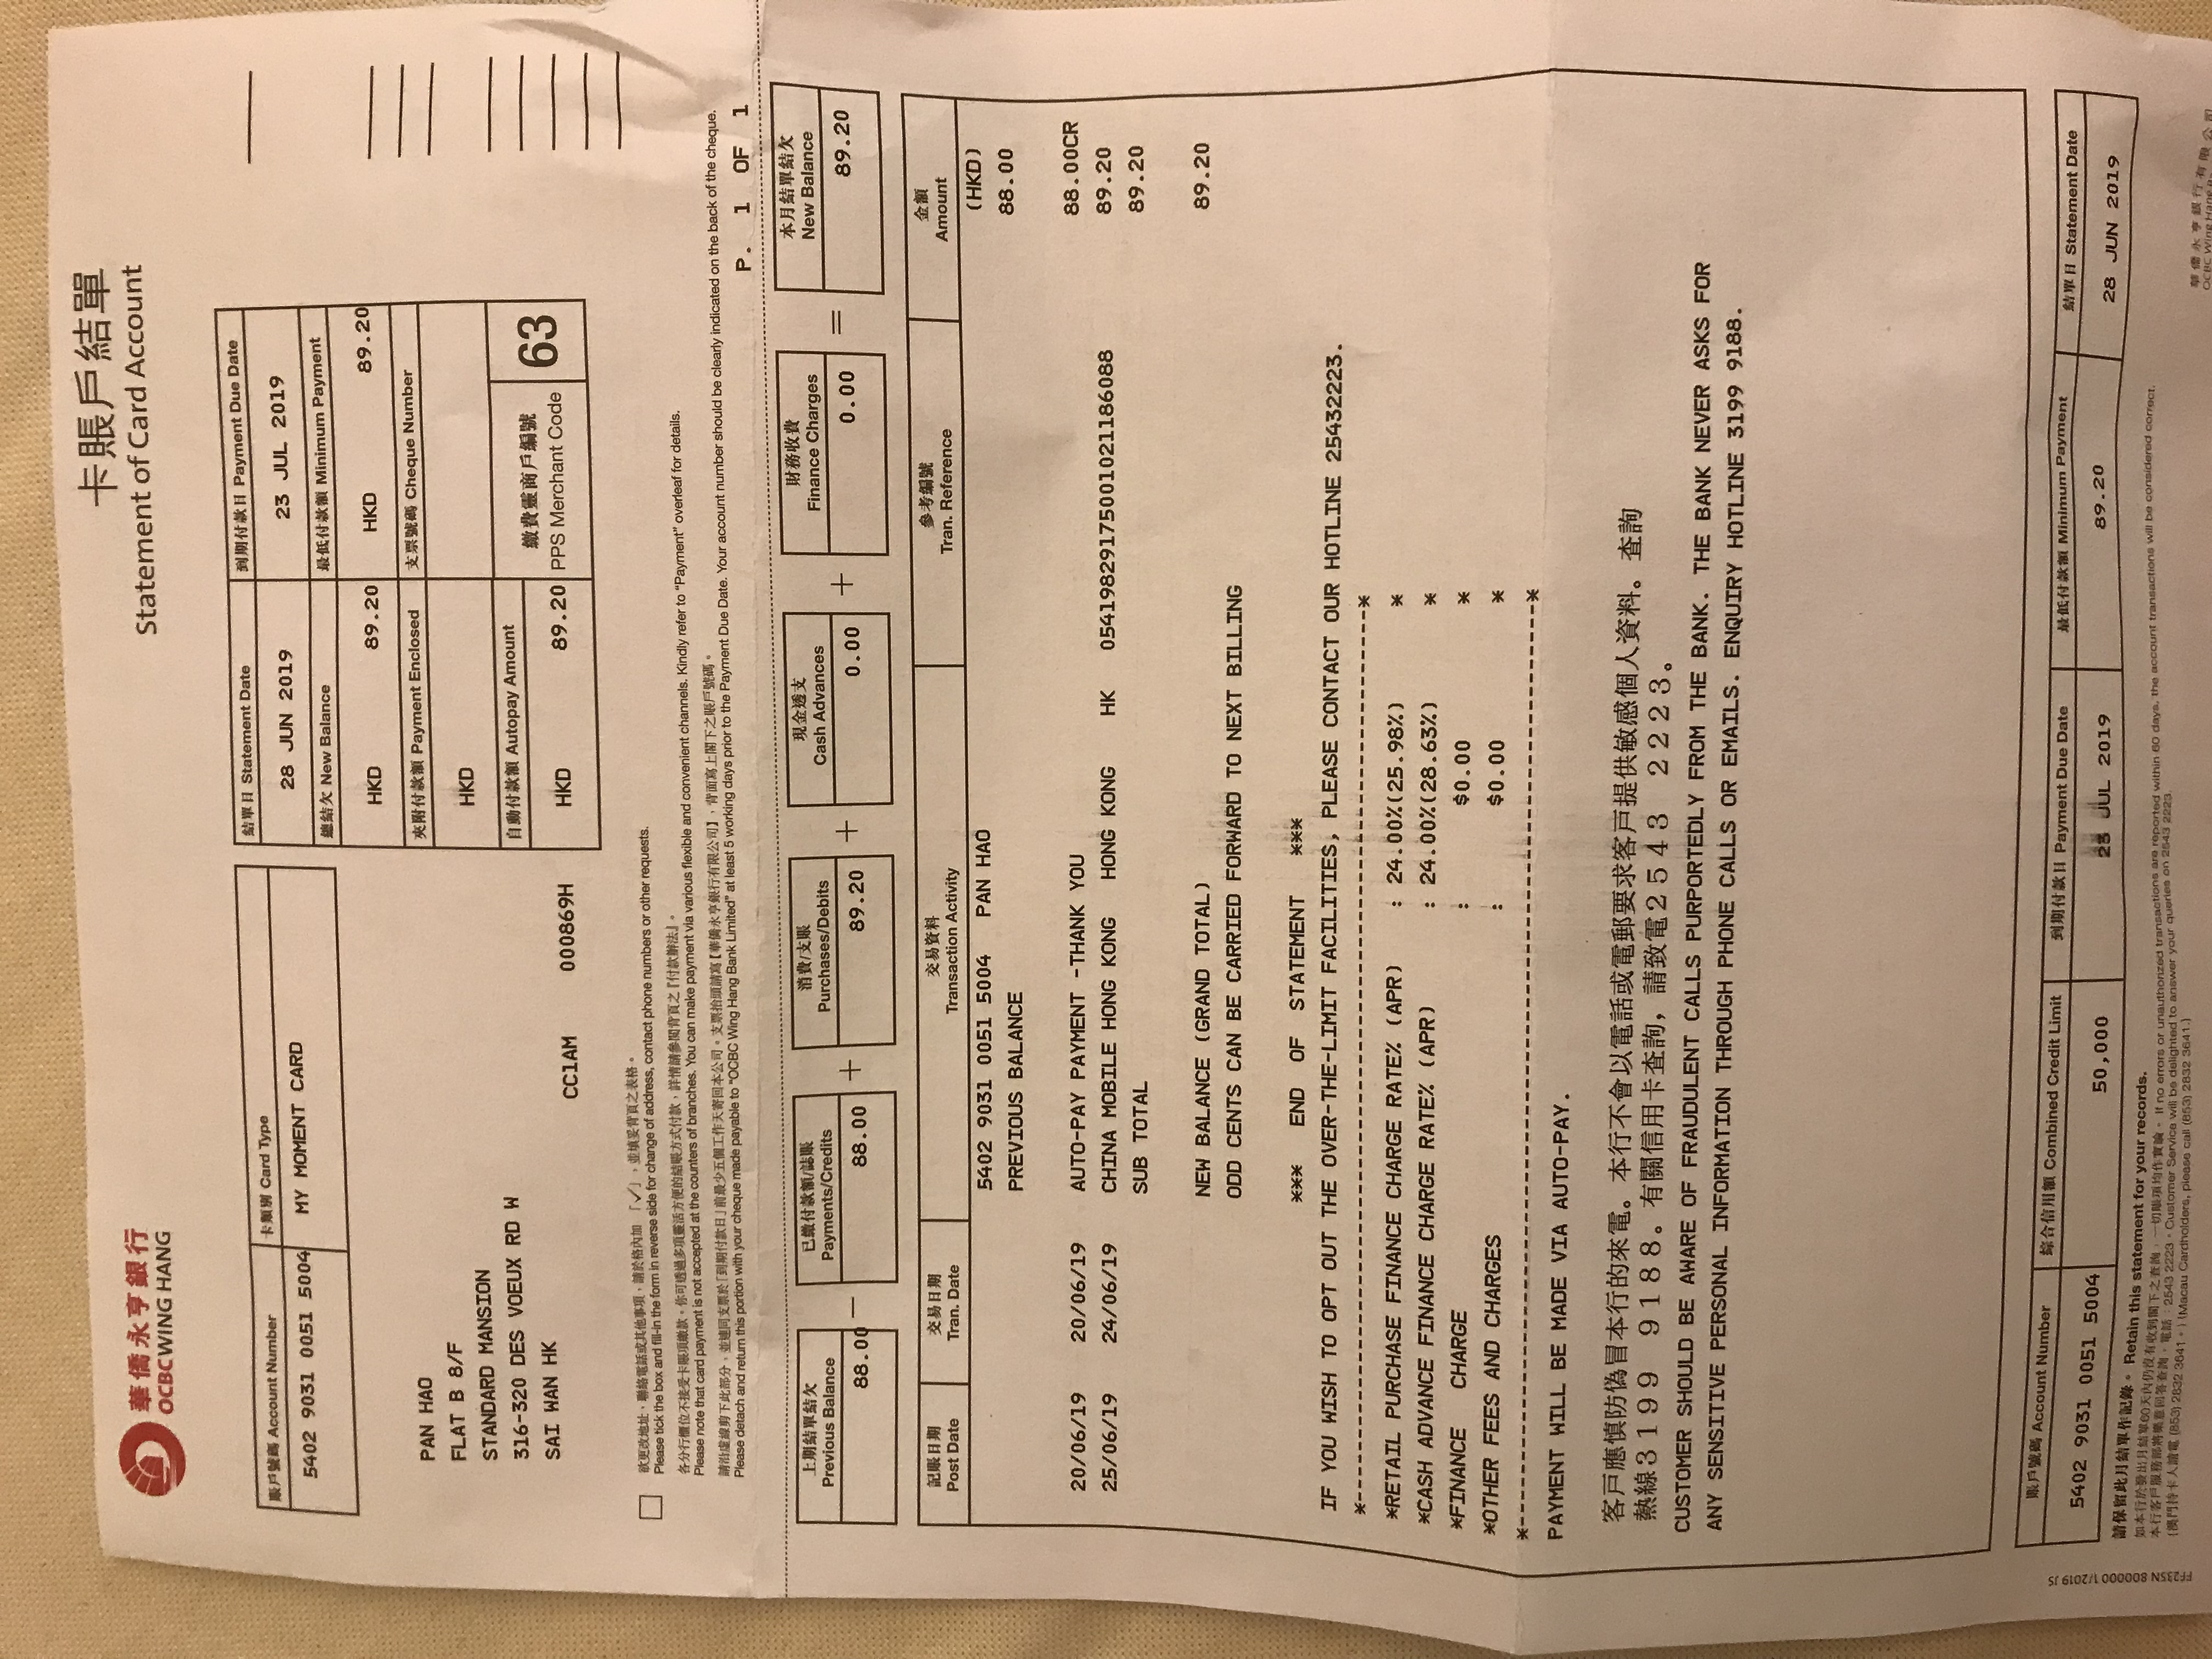 華僑永亨銀行
OCBC WING HANG
卡賬戶結單
Statement of Card Account
賬戶號碼 Account Number
卡類別 Card Type
5402 9031 0051 5004 MY MOMENT CARD
結單日 Statement Date
到期付款日 Payment Due Date
28 JUN 2019
23 JUL 2019
總結欠 New Balance
最低付款額 Minimum Payment
HKD 89.20
HKD 89.20
夾附付款額 Payment Enclosed
支票號碼 Cheque Number
HKD
自動付款額 Autopay Amount
HKD 89.20
繳費靈商戶編號
PPS Merchant Code
63
PAN HAO
FLAT B 8/F
STANDARD MANSION
316-320 DES VOEUX RD W
SAI WAN HK
CC1AM 000869H
欲更改地址，聯絡電話或其他事項，請於格內加「✓」，並填妥背頁之表格。
Please tick the box and fill-in the form in reverse side for change of address, contact phone numbers or other requests.
各分行櫃位不接受卡賬項繳款。你可透過多項靈活方便的結賬方式付款，詳情請參閱背頁之『付款辦法』。
Please note that card payment is not accepted at the counters of branches. You can make payment via various flexible and convenient channels. Kindly refer to “Payment” overleaf for details.
請沿虛線剪下此部分，並連同支票於「到期付款日」前最少五個工作天寄回本公司。支票抬頭請寫【華僑永亨銀行有限公司】，背面寫上閣下之賬戶號碼。
Please detach and return this portion with your cheque made payable to “OCBC Wing Hang Bank Limited” at least 5 working days prior to the Payment Due Date. Your account number should be clearly indicated on the back of the cheque.
P. 1 OF 1
上期結單結欠
Previous Balance
88.00
−
已繳付款額/誌賬
Payments/Credits
88.00
+
消費/支賬
Purchases/Debits
89.20
+
現金透支
Cash Advances
0.00
+
財務收費
Finance Charges
0.00
=
本月結單結欠
New Balance
89.20
記賬日期 交易日期 交易資料 參考編號 金額
Post Date Tran. Date Transaction Activity Tran. Reference Amount
5402 9031 0051 5004 PAN HAO (HKD)
PREVIOUS BALANCE 88.00
20/06/19 20/06/19 AUTO-PAY PAYMENT -THANK YOU 88.00CR
25/06/19 24/06/19 CHINA MOBILE HONG KONG HONG KONG HK 05419829175001021186088 89.20
SUB TOTAL 89.20
NEW BALANCE (GRAND TOTAL) 89.20
ODD CENTS CAN BE CARRIED FORWARD TO NEXT BILLING
*** END OF STATEMENT ***
IF YOU WISH TO OPT OUT THE OVER-THE-LIMIT FACILITIES, PLEASE CONTACT OUR HOTLINE 25432223.
*RETAIL PURCHASE FINANCE CHARGE RATE% (APR) : 24.00%(25.98%) *
*CASH ADVANCE FINANCE CHARGE RATE% (APR) : 24.00%(28.63%) *
*FINANCE CHARGE : $0.00 *
*OTHER FEES AND CHARGES : $0.00 *
PAYMENT WILL BE MADE VIA AUTO-PAY.
客戶應慎防偽冒本行的來電。本行不會以電話或電郵要求客戶提供敏感個人資料。查詢
熱線3199 9188。有關信用卡查詢，請致電2543 2223。
CUSTOMER SHOULD BE AWARE OF FRAUDULENT CALLS PURPORTEDLY FROM THE BANK. THE BANK NEVER ASKS FOR
ANY SENSITIVE PERSONAL INFORMATION THROUGH PHONE CALLS OR EMAILS. ENQUIRY HOTLINE 3199 9188.
賬戶號碼 Account Number
綜合信用額 Combined Credit Limit
到期付款日 Payment Due Date
最低付款額 Minimum Payment
結單日 Statement Date
5402 9031 0051 5004 50,000 23 JUL 2019 89.20 28 JUN 2019
請保留此月結單作記錄。 Retain this statement for your records.
如本行於發出月結單60天內仍沒有收到閣下之查詢，一切賬項均作實論。 If no errors or unauthorized transactions are reported within 60 days, the account transactions will be considered correct.
本行客戶服務部將樂意回答查詢，電話：2543 2223。Customer Service will be delighted to answer your queries on 2543 2223.
(澳門持卡人請電 (853) 2832 3641。) (Macau Cardholders, please call (853) 2832 3641.)
FF235SN 800000 1/2019 JS
華僑永亨銀行有限公司
OCBC Wing Hang